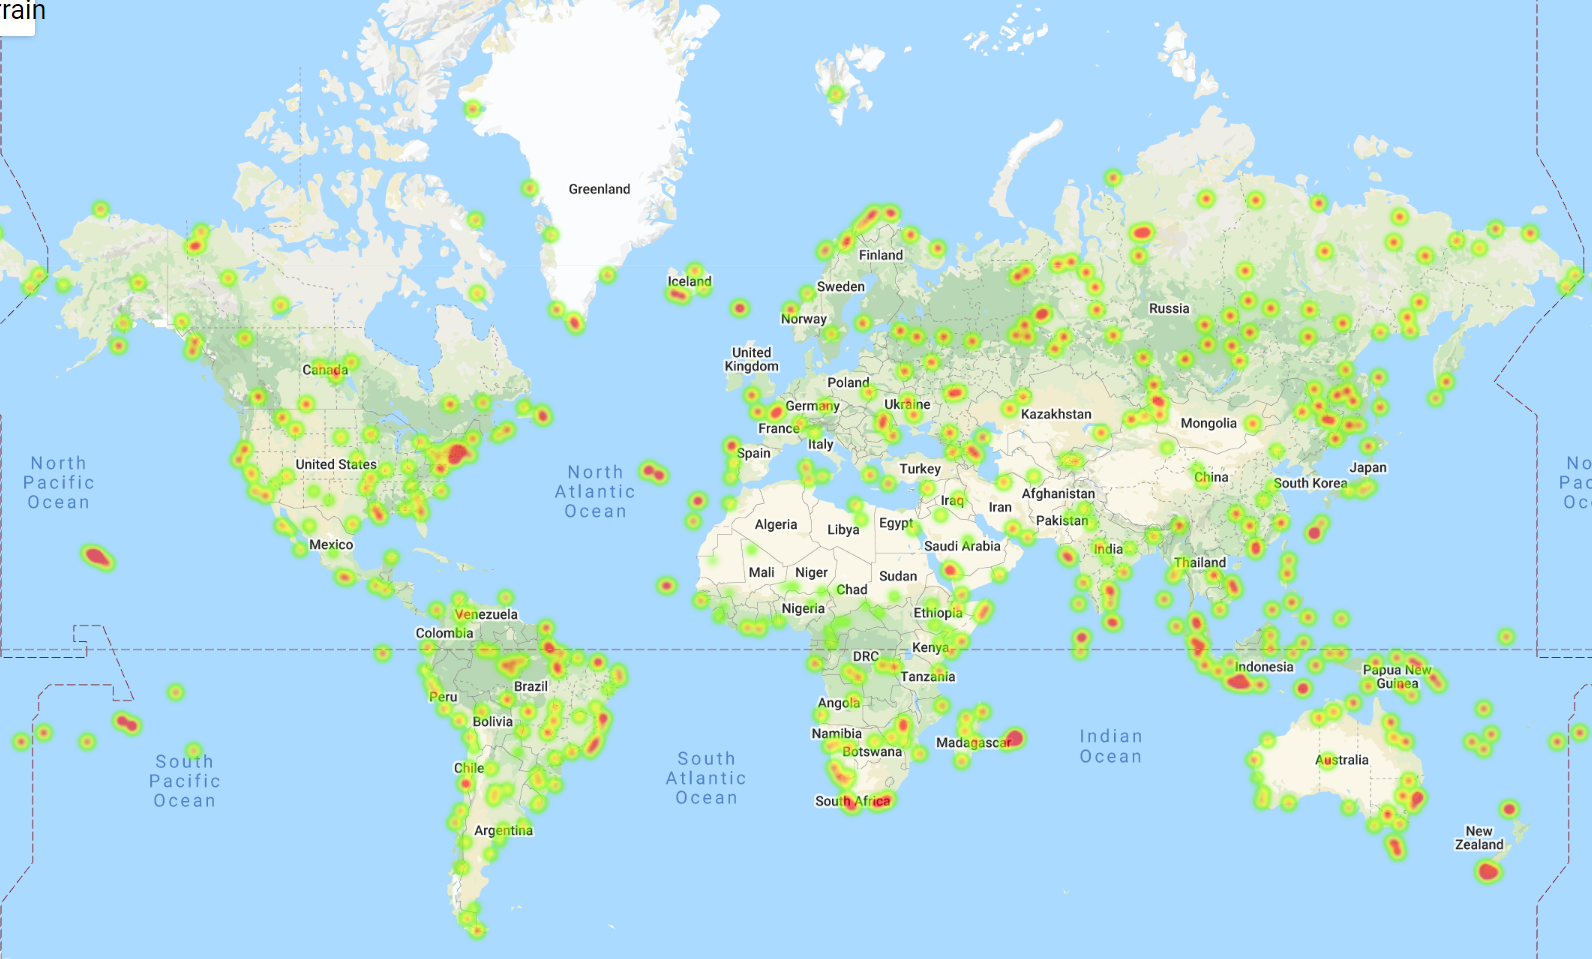 rrain
Greenland
Iceland
Finland
Sweden
Norway
Russia
United
Kingdom
Canada
Poland
Germany
Ukraine
Kazakhstan
Mongolia
France
Italy
Spain
United States
Turkey
Japan
China
South Korea
North
Pacific
Ocean
North
Atlantic
Ocean
No
Pac
Oc
Afghanistan
Iraq
Iran
Pakistan
Algeria
Libya
Egypt
Mexico
Saudi Arabia
India
Thailand
Mali
Niger
Chad
Sudan
Venezuela
Nigeria
Ethiopia
Colombia
Kenya
DRC
Indonesia
Papua New
Guinea
Brazil
Tanzania
Peru
Angola
Bolivia
Namibia
Botswana
Madagascar
Indian
Ocean
South
Pacific
Ocean
South
Atlantic
Ocean
Chile
Australia
South Africa
Argentina
New
Zealand